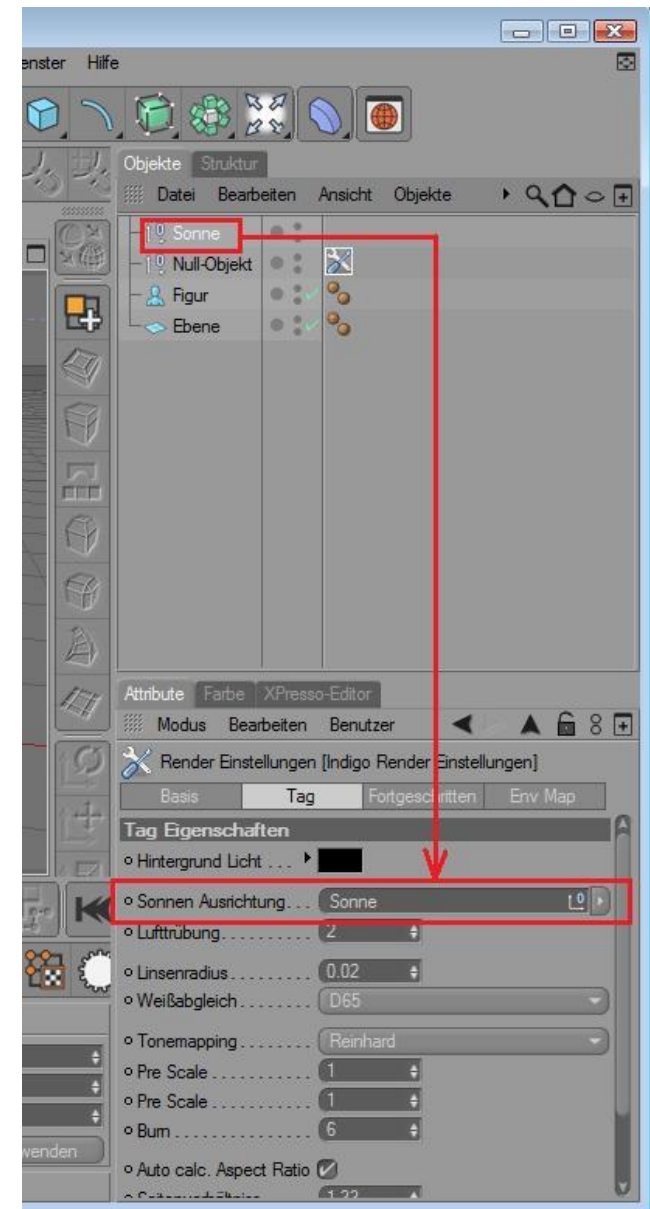 enster Hilfe
Objekte Struktur
Datei Bearbeiten Ansicht Objekte
Sonne
Null-Objekt
Figur
Ebene
Attribute Farbe XPresso-Editor
Modus Bearbeiten Benutzer
Render Einstellungen [Indigo Render Einstellungen]
Basis Tag Fortgeschritten Env Map
Tag Eigenschaften
Hintergrund Licht . . .
Sonnen Ausrichtung. . . Sonne
Lufttrübung. . . . . . . . . 2
Linsenradius . . . . . . . . . 0.02
Weißabgleich . . . . . . . . D65
Tonemapping . . . . . . . . Reinhard
Pre Scale . . . . . . . . . . . 1
Pre Scale . . . . . . . . . . . 1
Burn . . . . . . . . . . . . . . . 6
wenden
Auto calc. Aspect Ratio